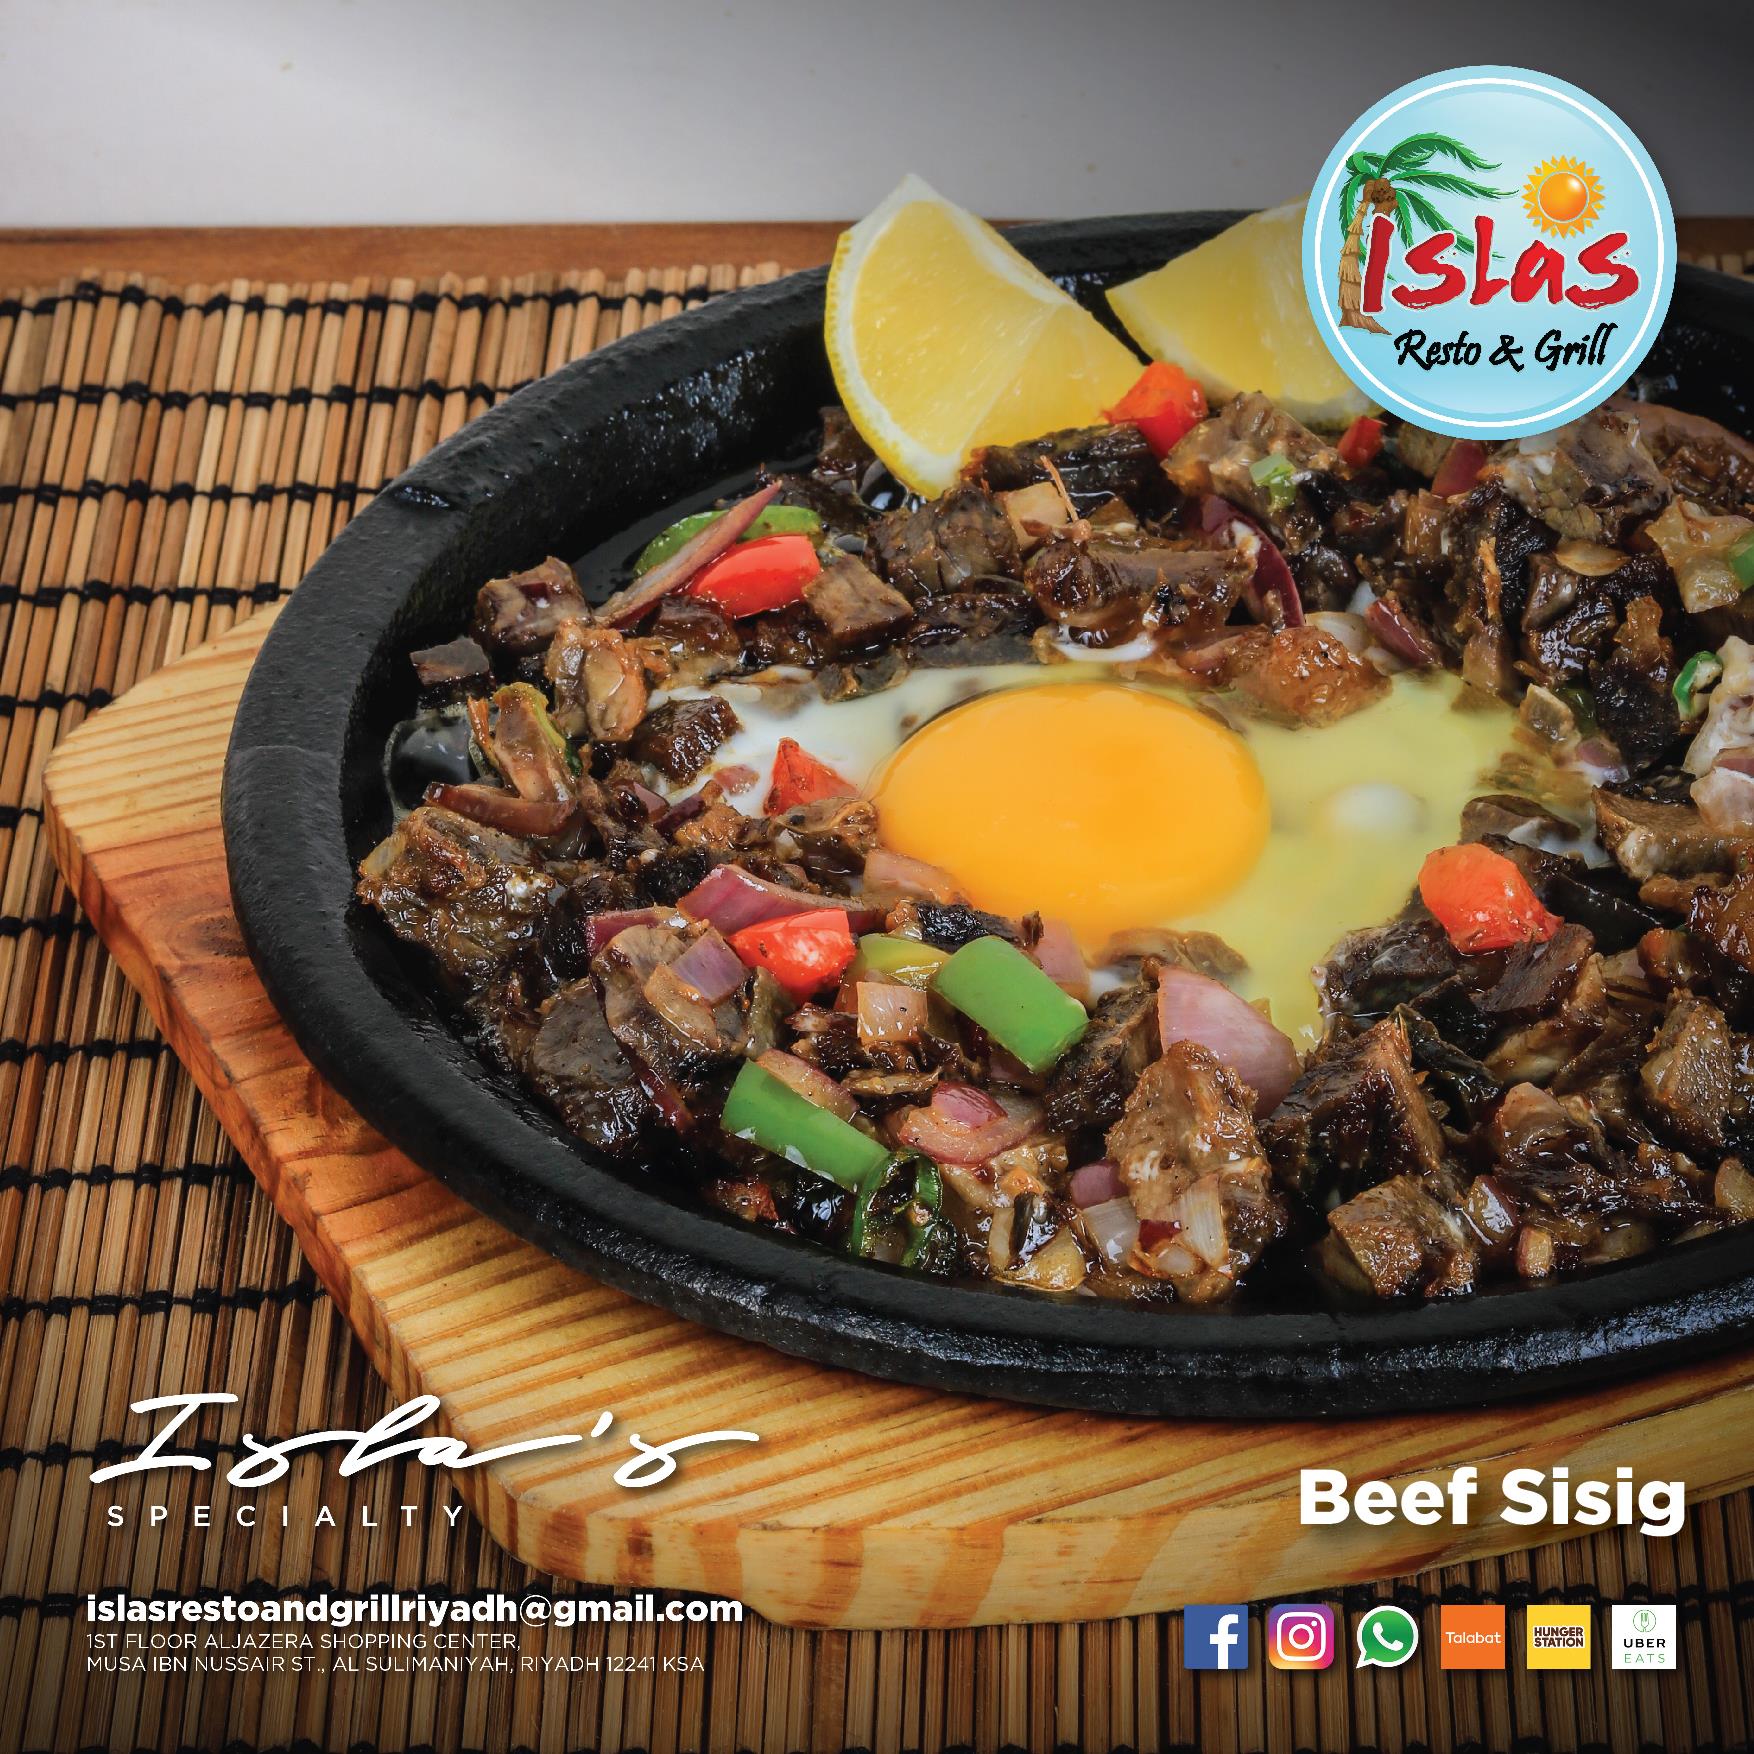 Islas
Resto & Grill
Isla's
SPECIALTY
Beef Sisig
islasrestoandgrillriyadh@gmail.com
1ST FLOOR ALJAZERA SHOPPING CENTER,
MUSA IBN NUSSAIR ST., AL SULIMANIYAH, RIYADH 12241 KSA
Talabat
HUNGER
STATION
UBER
EATS